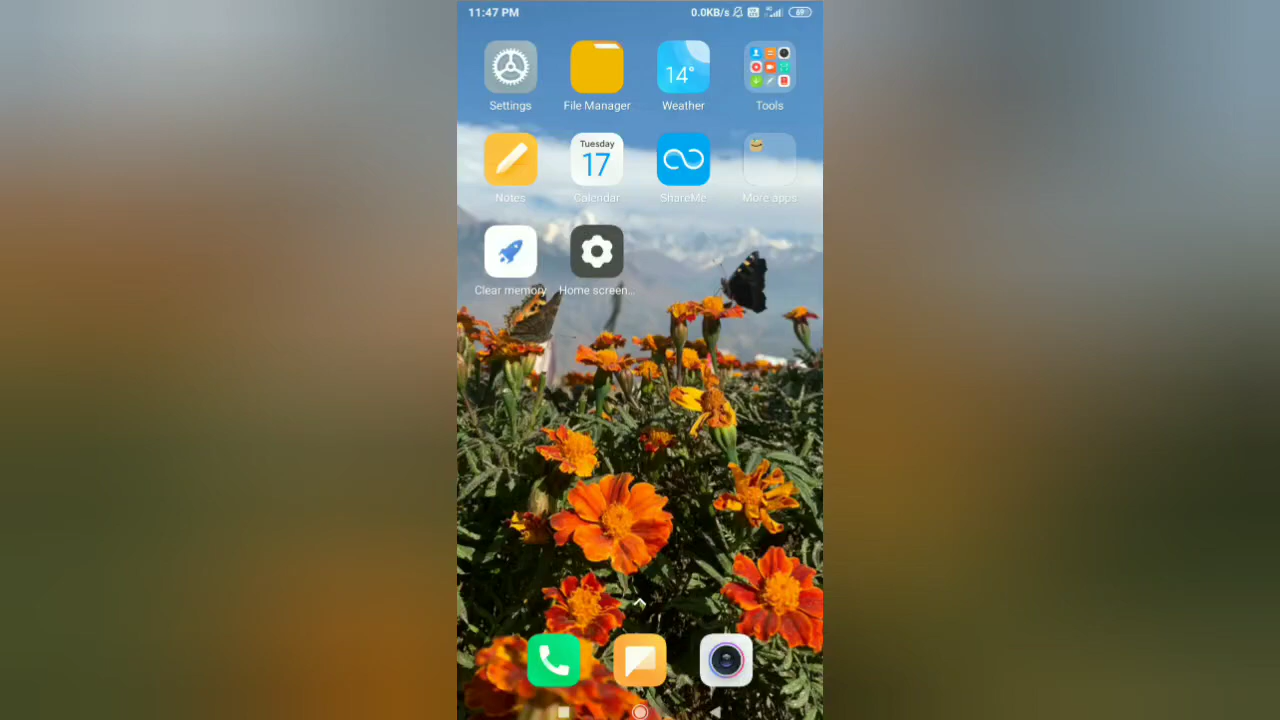 11:47 PM 0.0KB/s 69
14°
Settings File Manager Weather Tools
Tuesday
17
Notes Calendar ShareMe More apps
Clear memory Home screen...